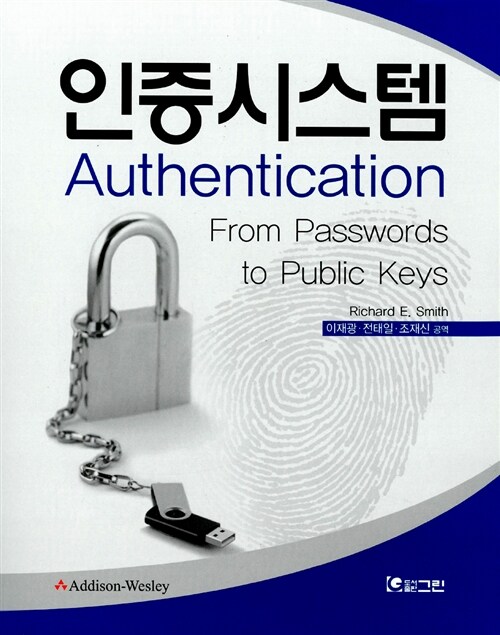 인증시스템
Authentication
From Passwords
to Public Keys
Richard E. Smith
이재광·전태일·조재신 공역
Addison-Wesley
도서출판 그린